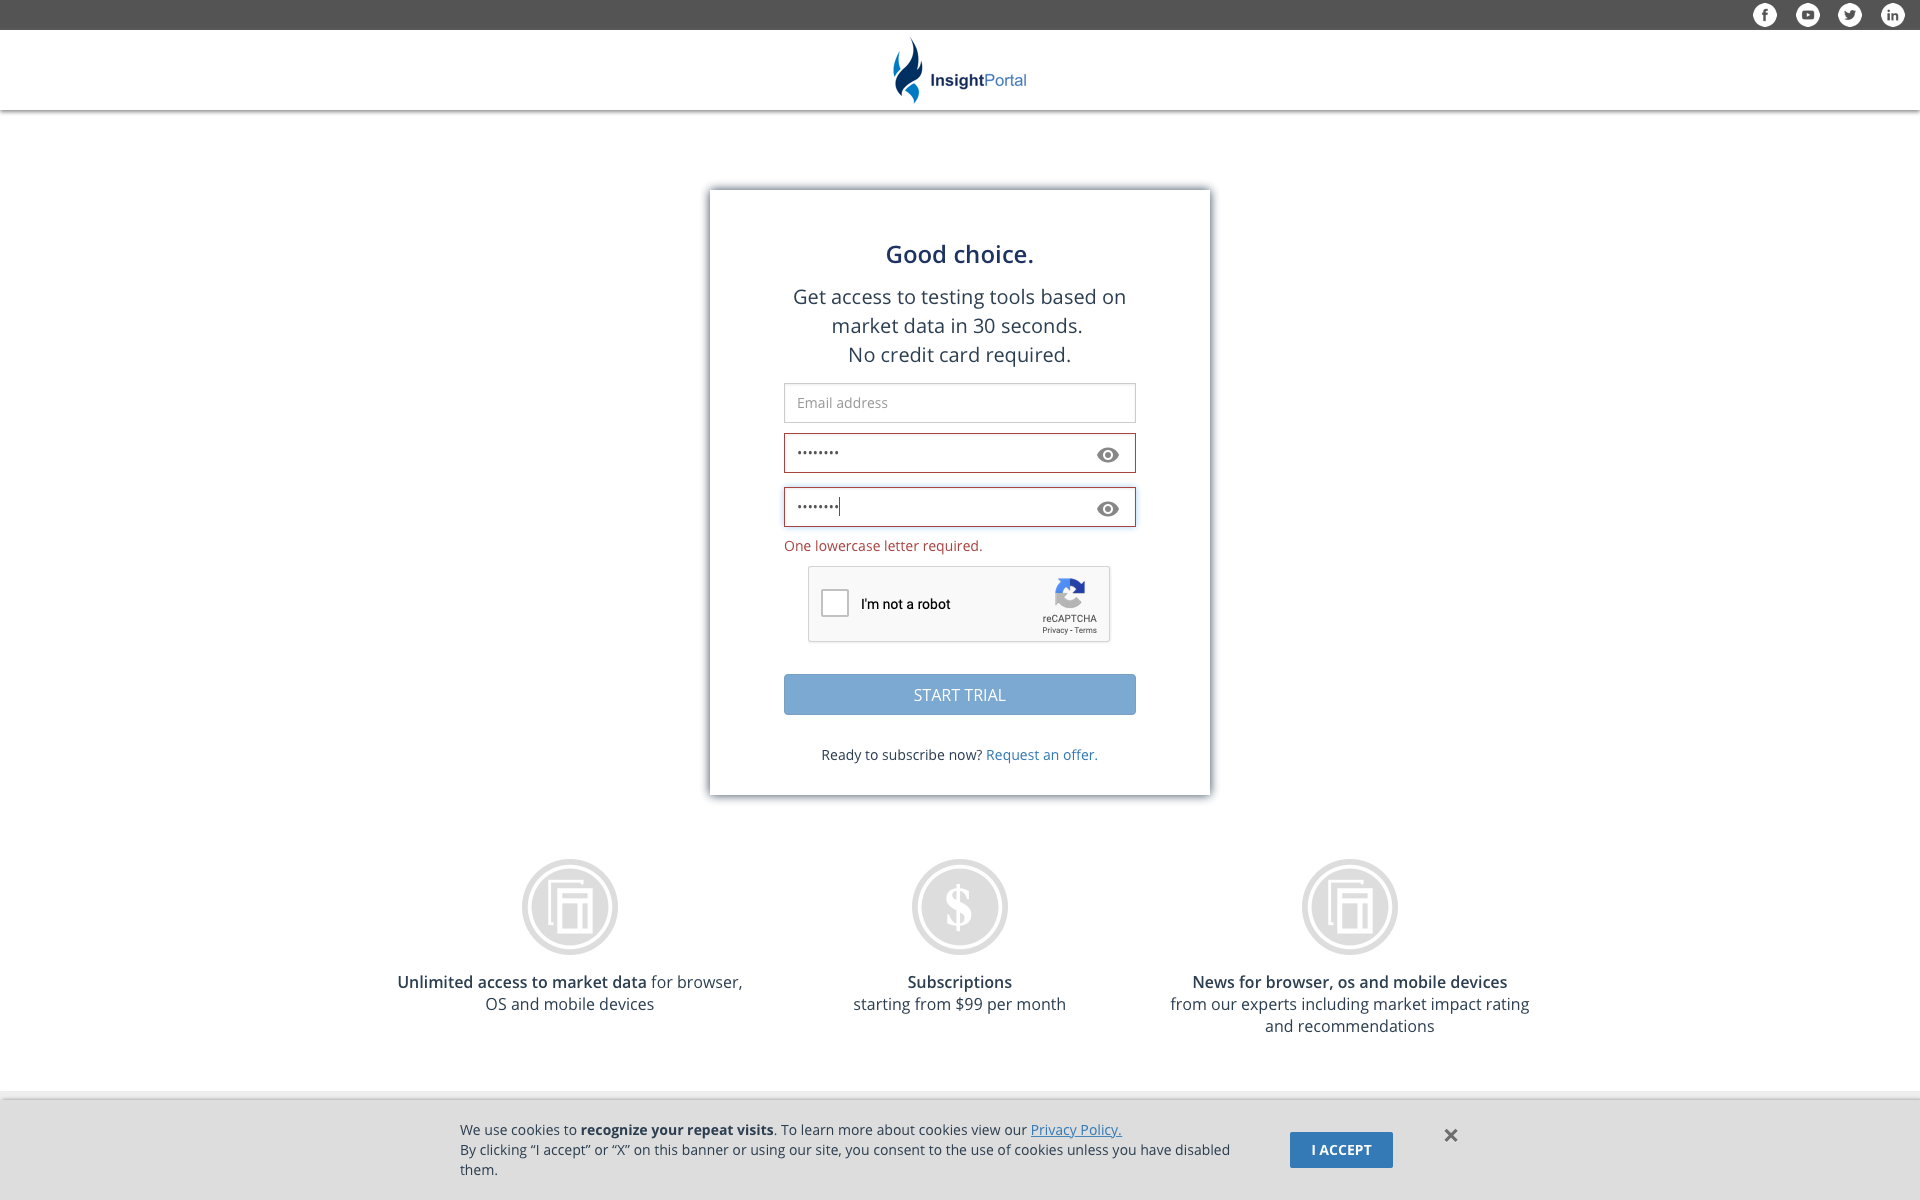 InsightPortal
Good choice.
Get access to testing tools based on
market data in 30 seconds.
No credit card required.
Email address
••••••••
••••••••
One lowercase letter required.
I'm not a robot
reCAPTCHA
Privacy - Terms
START TRIAL
Ready to subscribe now? Request an offer.
$
Unlimited access to market data for browser,
OS and mobile devices
Subscriptions
starting from $99 per month
News for browser, os and mobile devices
from our experts including market impact rating
and recommendations
We use cookies to recognize your repeat visits. To learn more about cookies view our Privacy Policy.
By clicking “I accept” or “X” on this banner or using our site, you consent to the use of cookies unless you have disabled
them.
I ACCEPT